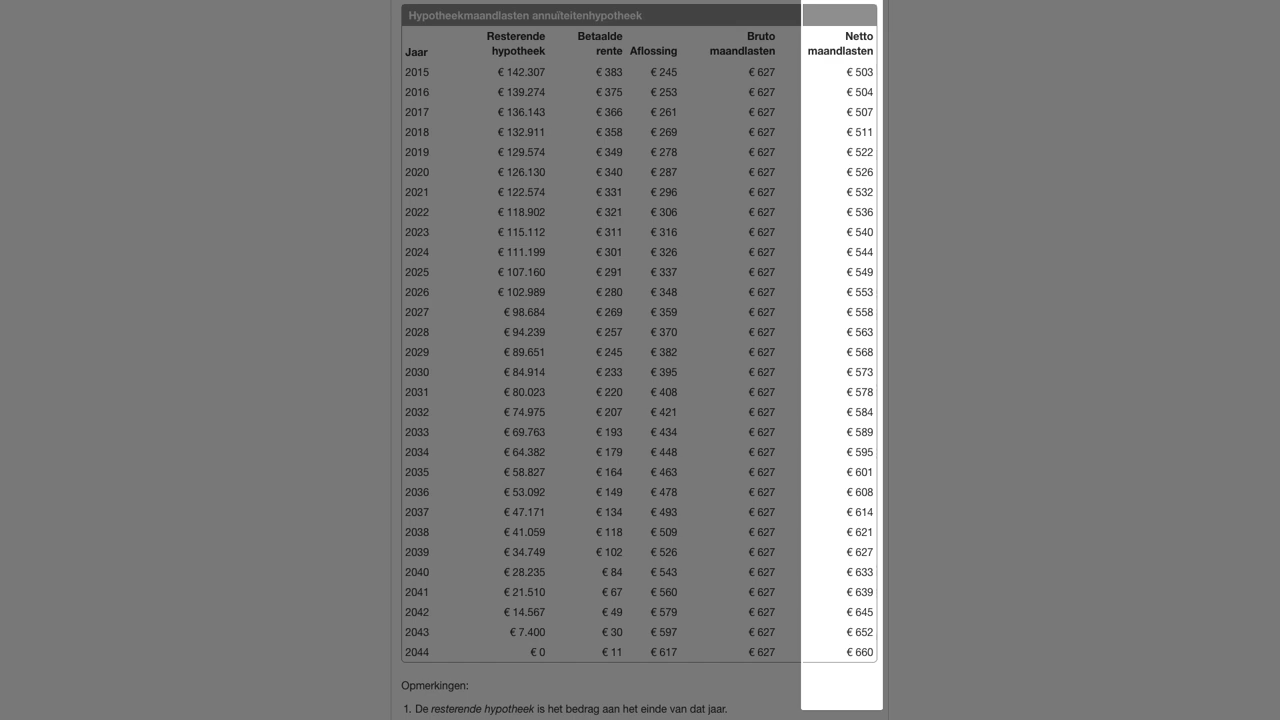 Hypotheekmaandlasten annuïteitenhypotheek
Jaar Resterende hypotheek Betaalde rente Aflossing Bruto maandlasten Netto maandlasten
2015 € 142.307 € 383 € 245 € 627 € 503
2016 € 139.274 € 375 € 253 € 627 € 504
2017 € 136.143 € 366 € 261 € 627 € 507
2018 € 132.911 € 358 € 269 € 627 € 511
2019 € 129.574 € 349 € 278 € 627 € 522
2020 € 126.130 € 340 € 287 € 627 € 526
2021 € 122.574 € 331 € 296 € 627 € 532
2022 € 118.902 € 321 € 306 € 627 € 536
2023 € 115.112 € 311 € 316 € 627 € 540
2024 € 111.199 € 301 € 326 € 627 € 544
2025 € 107.160 € 291 € 337 € 627 € 549
2026 € 102.989 € 280 € 348 € 627 € 553
2027 € 98.684 € 269 € 359 € 627 € 558
2028 € 94.239 € 257 € 370 € 627 € 563
2029 € 89.651 € 245 € 382 € 627 € 568
2030 € 84.914 € 233 € 395 € 627 € 573
2031 € 80.023 € 220 € 408 € 627 € 578
2032 € 74.975 € 207 € 421 € 627 € 584
2033 € 69.763 € 193 € 434 € 627 € 589
2034 € 64.382 € 179 € 448 € 627 € 595
2035 € 58.827 € 164 € 463 € 627 € 601
2036 € 53.092 € 149 € 478 € 627 € 608
2037 € 47.171 € 134 € 493 € 627 € 614
2038 € 41.059 € 118 € 509 € 627 € 621
2039 € 34.749 € 102 € 526 € 627 € 627
2040 € 28.235 € 84 € 543 € 627 € 633
2041 € 21.510 € 67 € 560 € 627 € 639
2042 € 14.567 € 49 € 579 € 627 € 645
2043 € 7.400 € 30 € 597 € 627 € 652
2044 € 0 € 11 € 617 € 627 € 660
Opmerkingen:
1. De resterende hypotheek is het bedrag aan het einde van dat jaar.